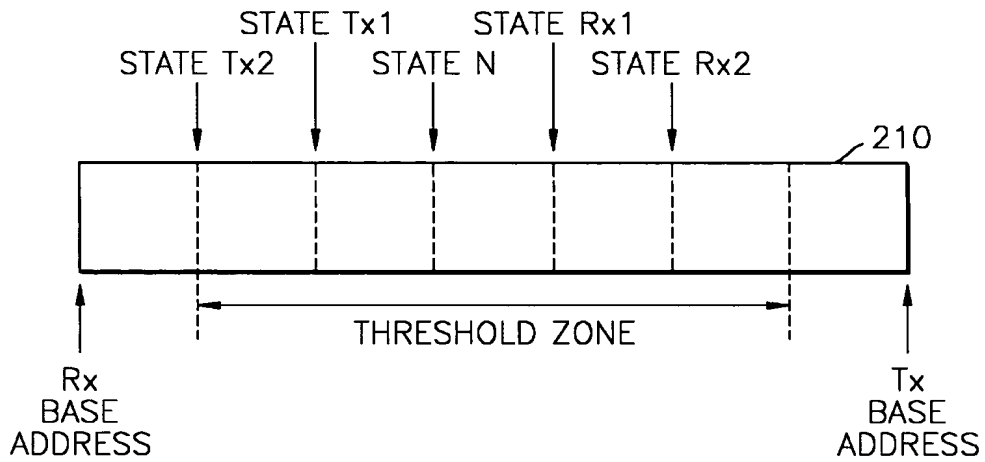 STATE Tx1
STATE Rx1
STATE Tx2
STATE N
STATE Rx2
210
THRESHOLD ZONE
Rx
BASE
ADDRESS
Tx
BASE
ADDRESS